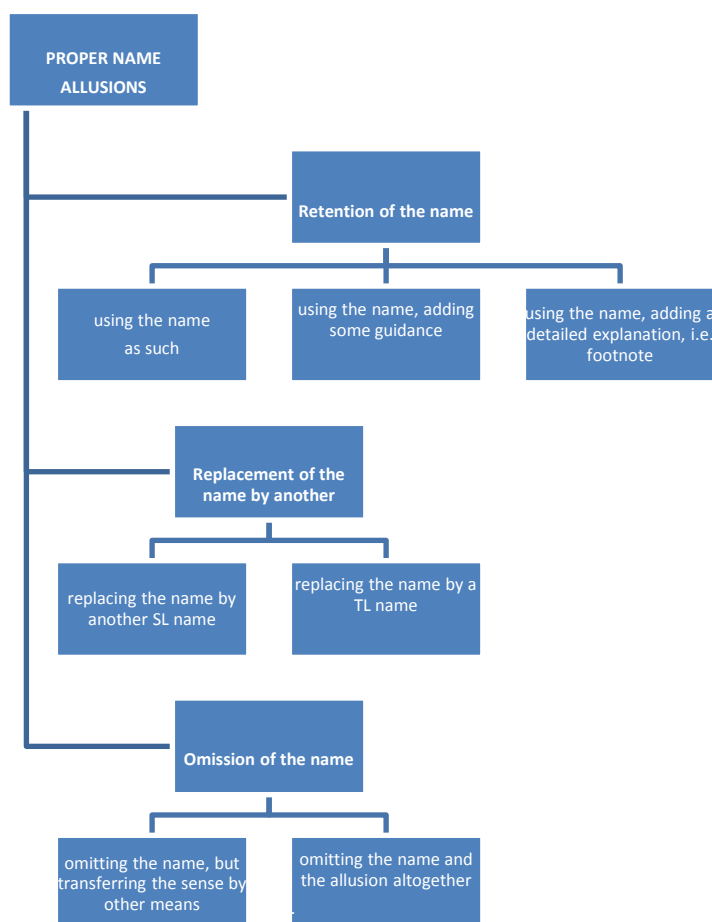 PROPER NAME
ALLUSIONS
Retention of the name
using the name
as such
using the name, adding
some guidance
using the name, adding a
detailed explanation, i.e.
footnote
Replacement of the
name by another
replacing the name by
another SL name
replacing the name by a
TL name
Omission of the name
omitting the name, but
transferring the sense by
other means
omitting the name and
the allusion altogether